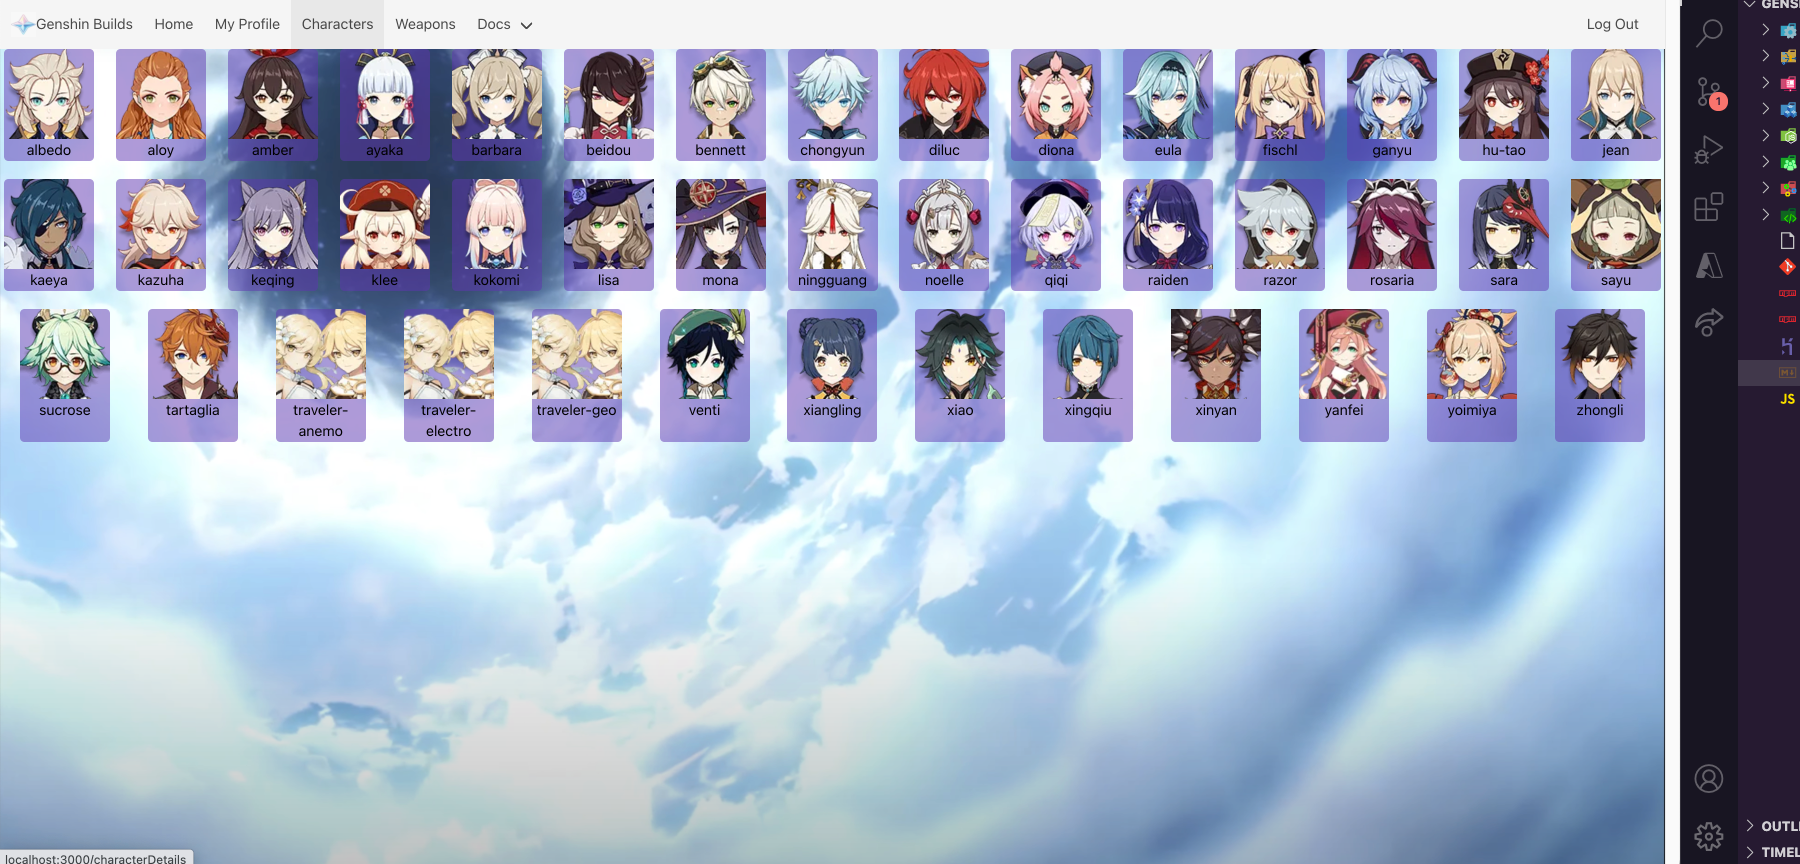 Genshin Builds Home My Profile Characters Weapons Docs Log Out
albedo aloy amber ayaka barbara beidou bennett chongyun diluc diona eula fischl ganyu hu-tao jean
kaeya kazuha keqing klee kokomi lisa mona ningguang noelle qiqi raiden razor rosaria sara sayu
sucrose tartaglia traveler- traveler- traveler-geo venti xiangling xiao xingqiu xinyan yanfei yoimiya zhongli
anemo electro
localhost:3000/characterDetails
GENSH
1
JS
OUTLI
TIMEL